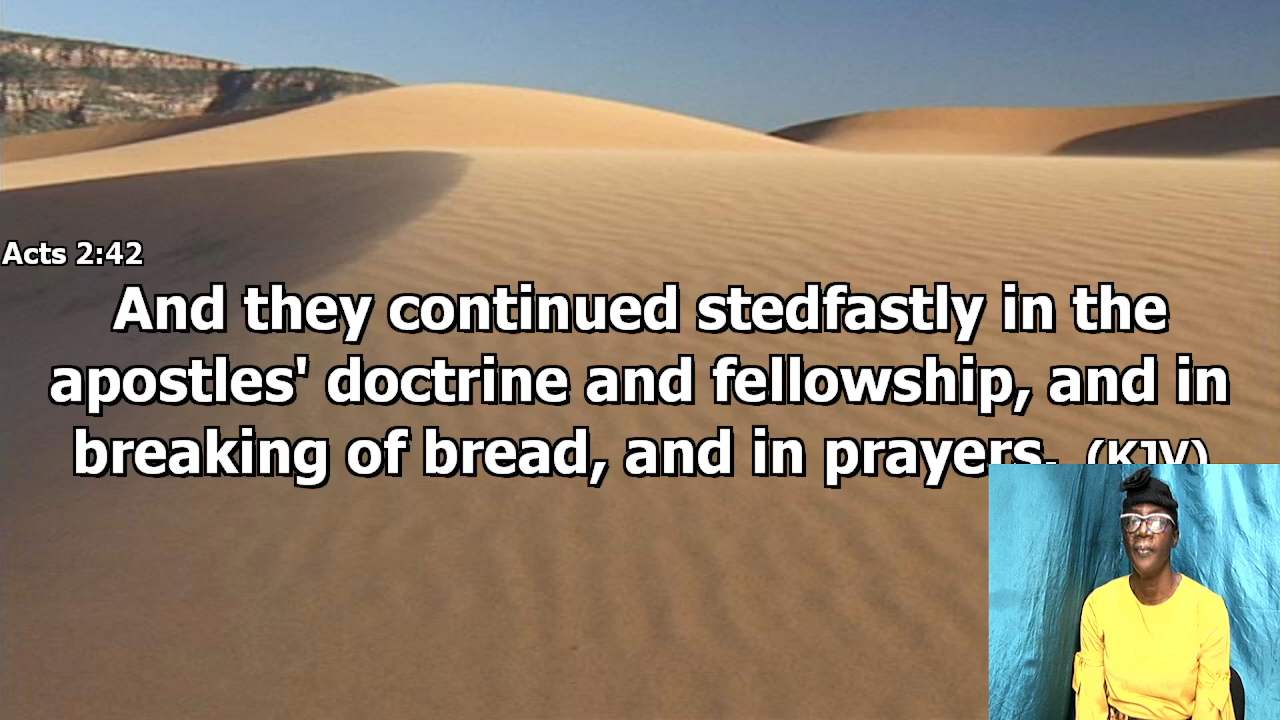 Acts 2:42
And they continued stedfastly in the
apostles' doctrine and fellowship, and in
breaking of bread, and in prayers. (KJV)